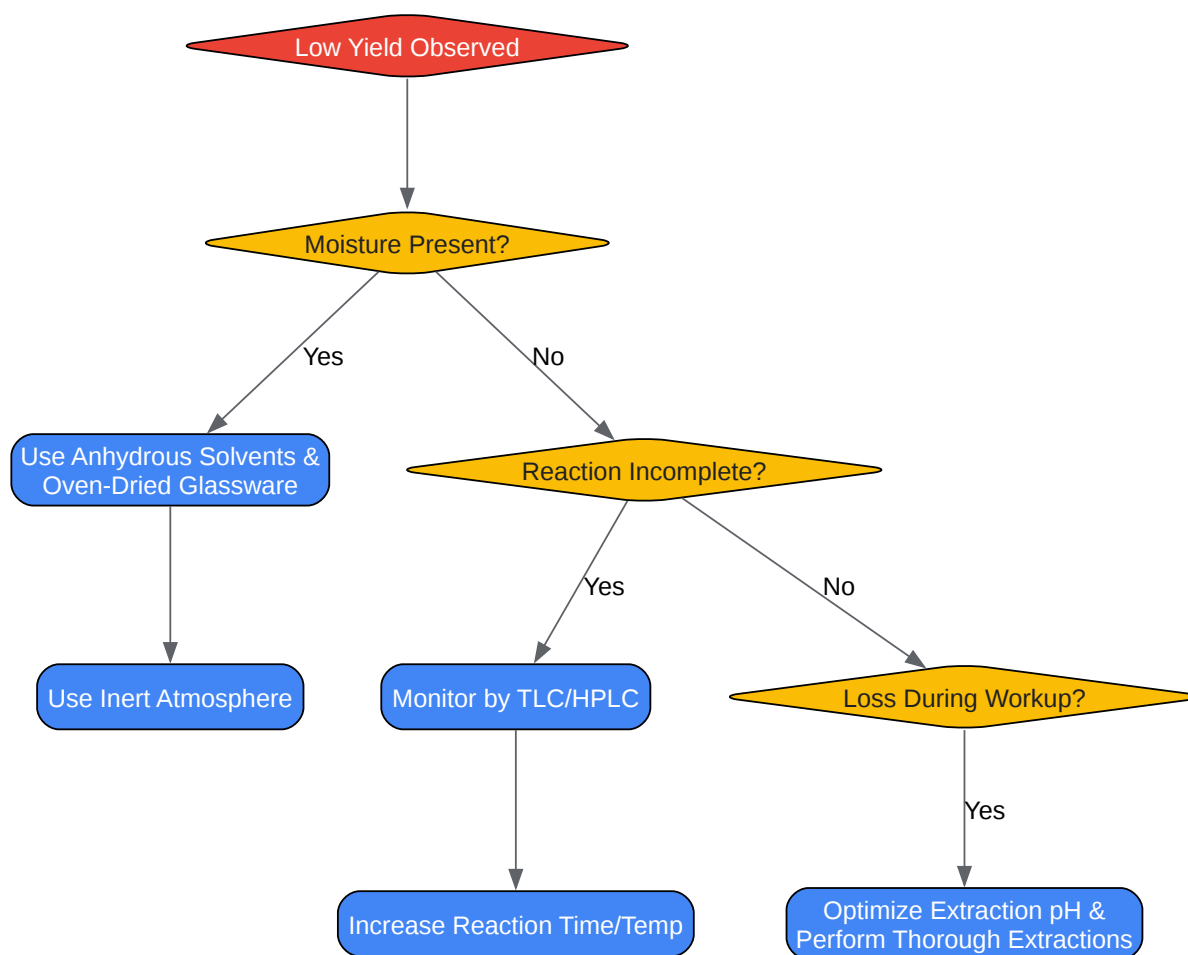 Low Yield Observed
Moisture Present?
Yes
No
Use Anhydrous Solvents &
Oven-Dried Glassware
Reaction Incomplete?
Yes
No
Use Inert Atmosphere
Monitor by TLC/HPLC
Loss During Workup?
Yes
Increase Reaction Time/Temp
Optimize Extraction pH &
Perform Thorough Extractions